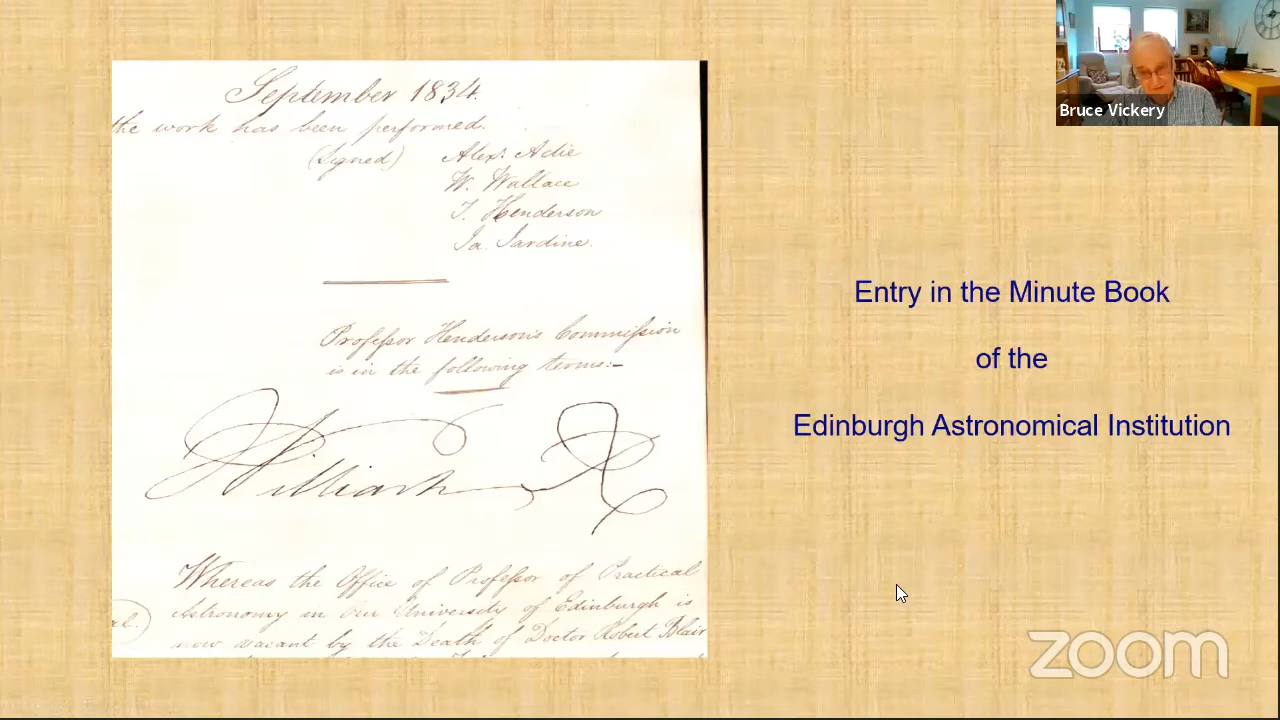 September 1834.
the work has been performed.
(Signed) Alexr. Adie
W. Wallace
T. Henderson
Ja. Jardine.
Profeſsor Henderson's Commiſsion
is in the following terms:—
William R
Whereas the Office of Profeſsor of Practical
Astronomy in our University of Edinburgh is
al.)
now vacant by the Death of Doctor Robert Blair
Entry in the Minute Book
of the
Edinburgh Astronomical Institution
Bruce Vickery
zoom